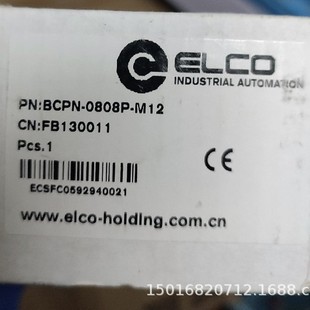 ELCO
INDUSTRIAL AUTOMATION
PN:BCPN-0808P-M12
CN:FB130011
Pcs.1
CE
ECSFC0592940021
www.elco-holding.com.cn
15016820712.1688.co